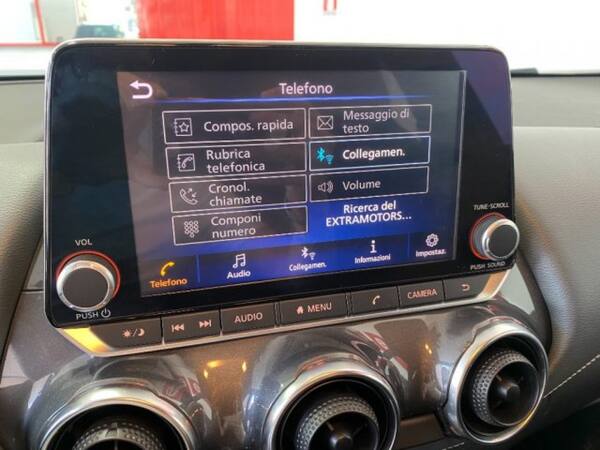 Telefono
Compos. rapida
Messaggio di
testo
Rubrica
telefonica
Collegamen.
Cronol.
chiamate
Volume
Componi
numero
Ricerca del
EXTRAMOTORS...
Telefono
Audio
Collegamen.
Informazioni
Impostaz.
VOL
PUSH
TUNE·SCROLL
PUSH SOUND
AUDIO
MENU
CAMERA